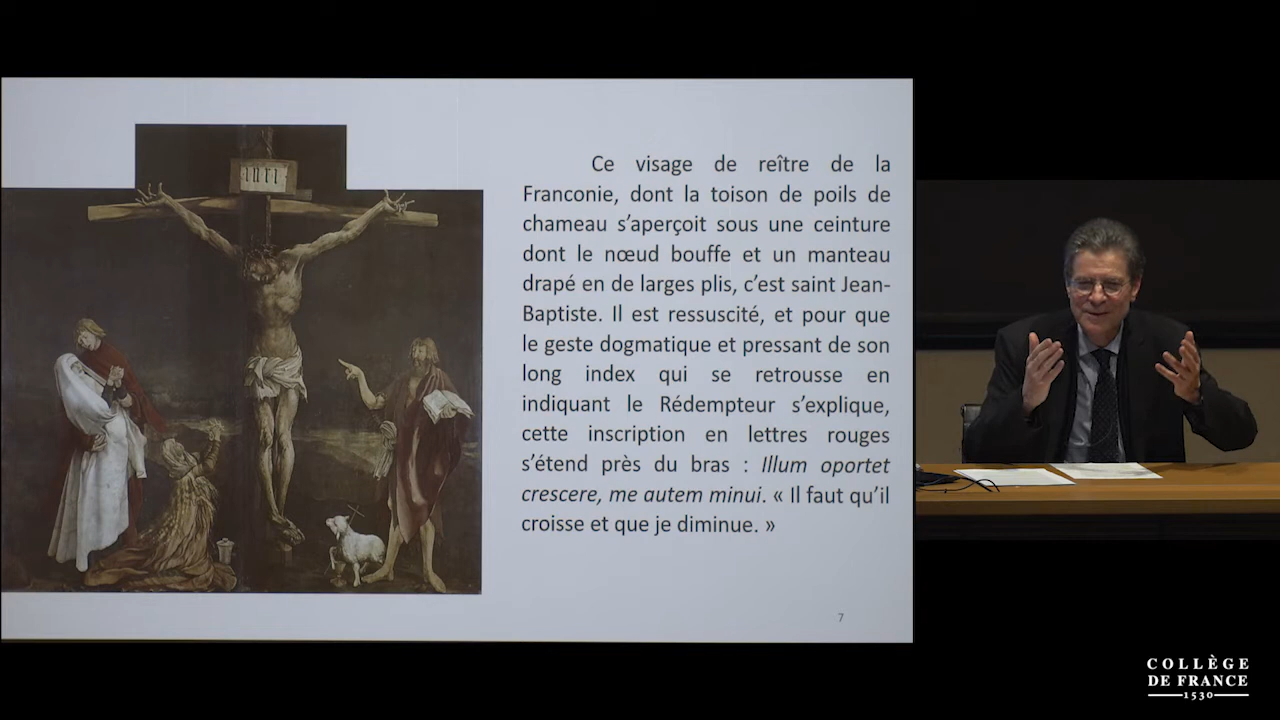 INRI
Ce visage de reître de la
Franconie, dont la toison de poils de
chameau s’aperçoit sous une ceinture
dont le nœud bouffe et un manteau
drapé en de larges plis, c’est saint Jean-
Baptiste. Il est ressuscité, et pour que
le geste dogmatique et pressant de son
long index qui se retrousse en
indiquant le Rédempteur s’explique,
cette inscription en lettres rouges
s’étend près du bras : Illum oportet
crescere, me autem minui. « Il faut qu’il
croisse et que je diminue. »
7
COLLÈGE
DE FRANCE
1530